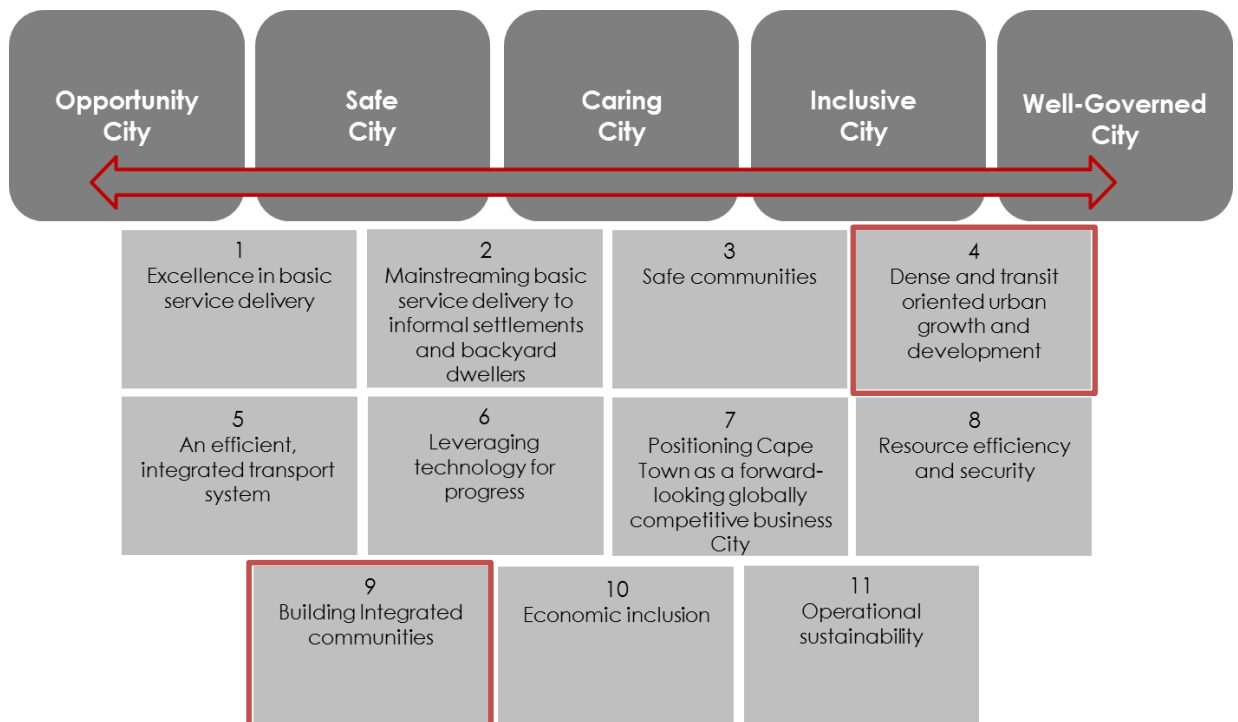 Opportunity
City
Safe
City
Caring
City
Inclusive
City
Well-Governed
City
1
Excellence in basic
service delivery
2
Mainstreaming basic
service delivery to
informal settlements
and backyard
dwellers
3
Safe communities
4
Dense and transit
oriented urban
growth and
development
5
An efficient,
integrated transport
system
6
Leveraging
technology for
progress
7
Positioning Cape
Town as a forward-
looking globally
competitive business
City
8
Resource efficiency
and security
9
Building Integrated
communities
10
Economic inclusion
11
Operational
sustainability